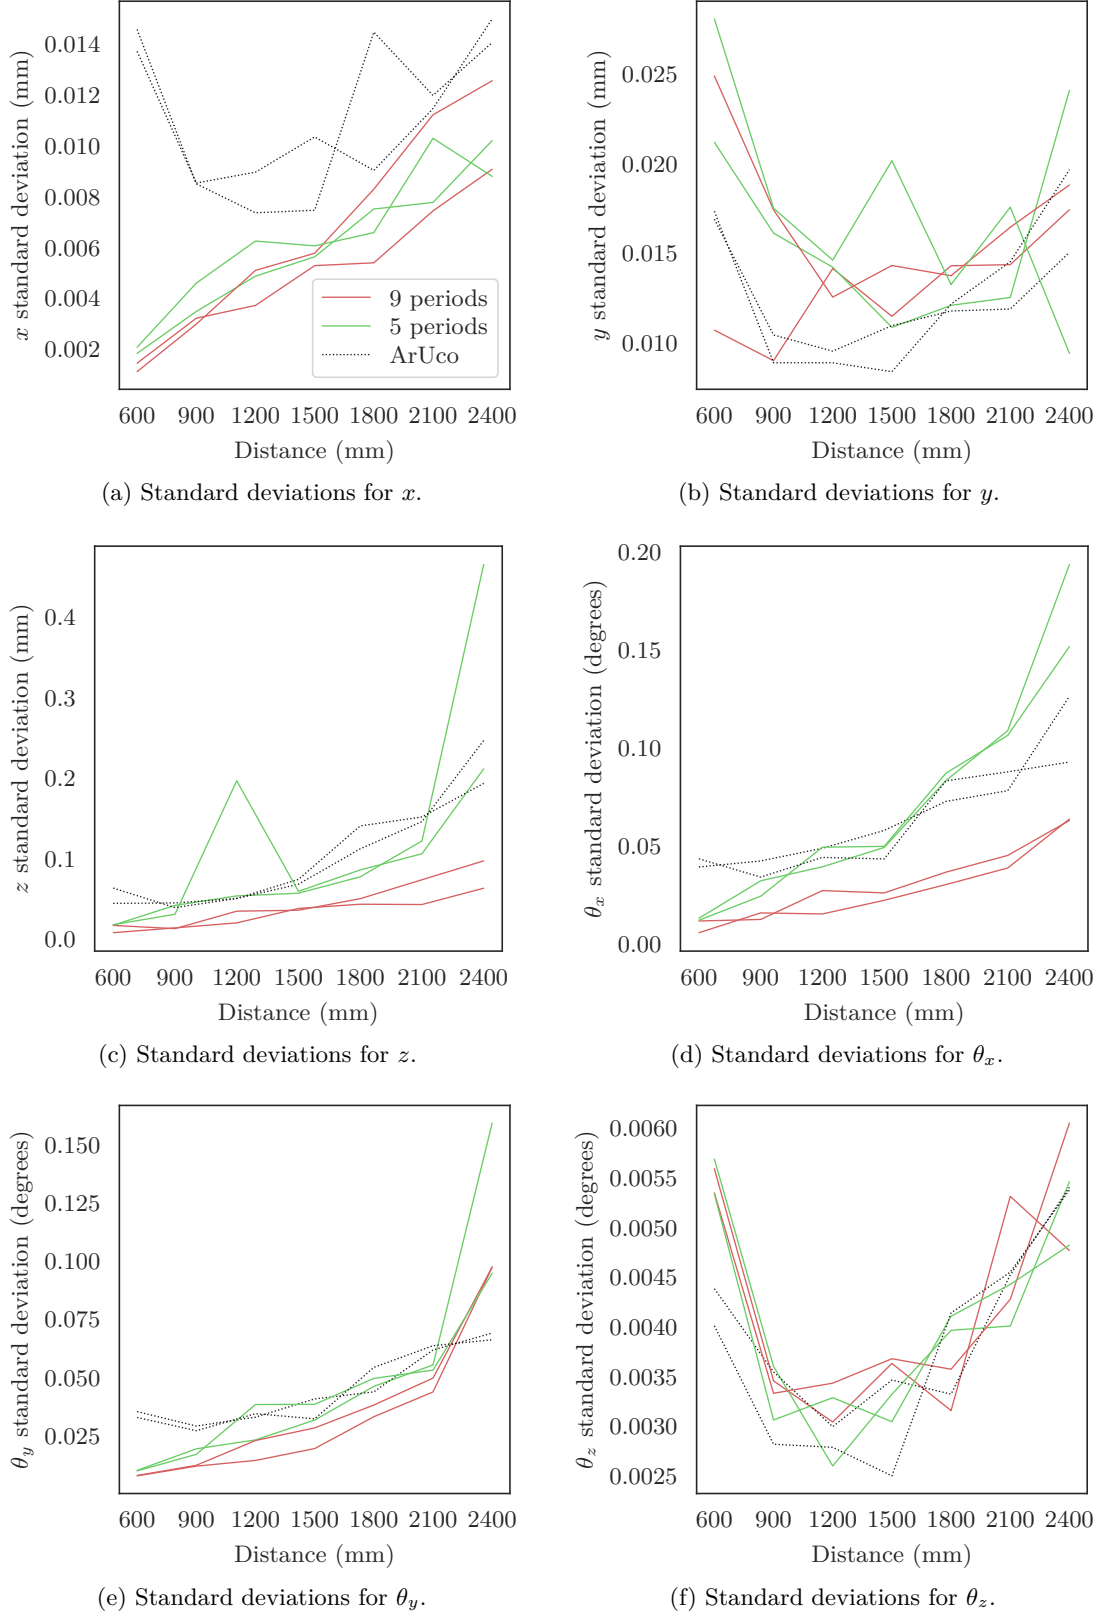 x standard deviation (mm)
0.014
0.012
0.010
0.008
0.006
0.004
0.002
9 periods
5 periods
ArUco
600 900 1200 1500 1800 2100 2400
Distance (mm)
(a) Standard deviations for x.
y standard deviation (mm)
0.025
0.020
0.015
0.010
600 900 1200 1500 1800 2100 2400
Distance (mm)
(b) Standard deviations for y.
z standard deviation (mm)
0.4
0.3
0.2
0.1
0.0
600 900 1200 1500 1800 2100 2400
Distance (mm)
(c) Standard deviations for z.
θx standard deviation (degrees)
0.20
0.15
0.10
0.05
0.00
600 900 1200 1500 1800 2100 2400
Distance (mm)
(d) Standard deviations for θx.
θy standard deviation (degrees)
0.150
0.125
0.100
0.075
0.050
0.025
600 900 1200 1500 1800 2100 2400
Distance (mm)
(e) Standard deviations for θy.
θz standard deviation (degrees)
0.0060
0.0055
0.0050
0.0045
0.0040
0.0035
0.0030
0.0025
600 900 1200 1500 1800 2100 2400
Distance (mm)
(f) Standard deviations for θz.